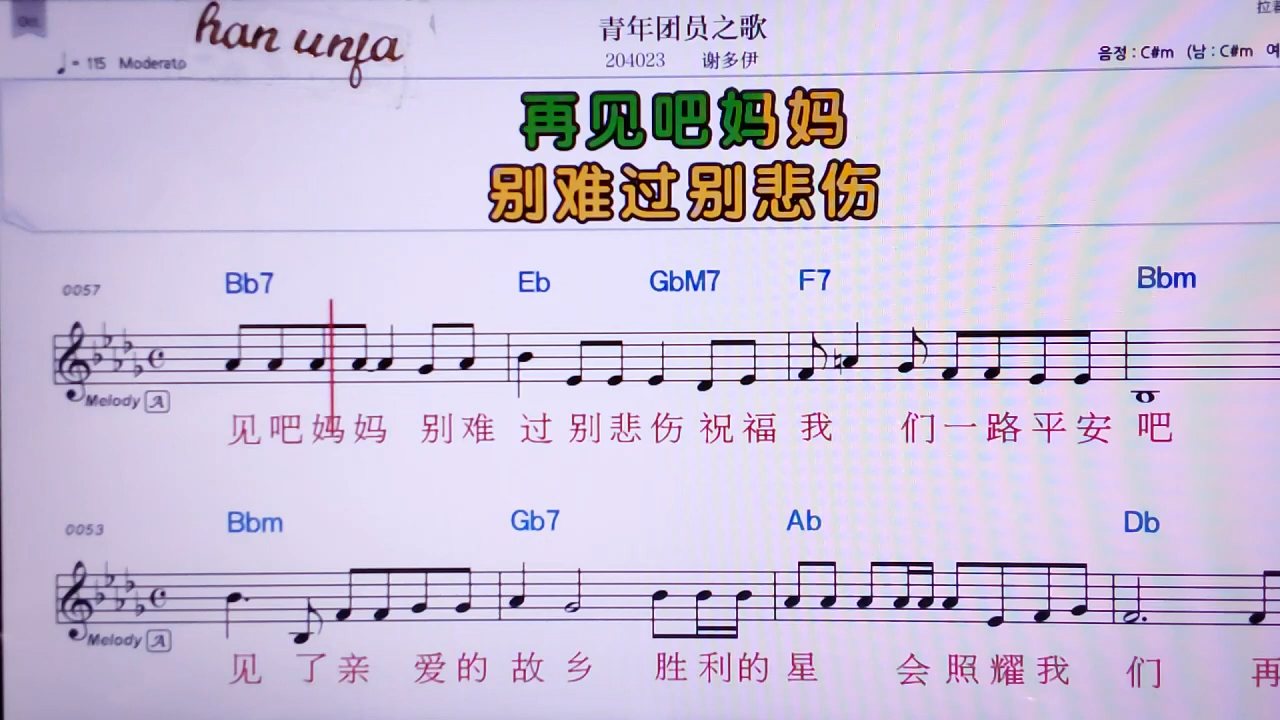 han unfa
青年团员之歌
204023 谢多伊
♩= 115 Moderato
음정 : C#m (남 : C#m
再见吧妈妈
别难过别悲伤
0057
Bb7 Eb GbM7 F7 Bbm
Melody A
见吧妈妈 别难过别悲伤祝福我 们一路平安吧
0053
Bbm Gb7 Ab Db
Melody A
见 了亲 爱的故乡 胜利的星 会照耀我 们 再